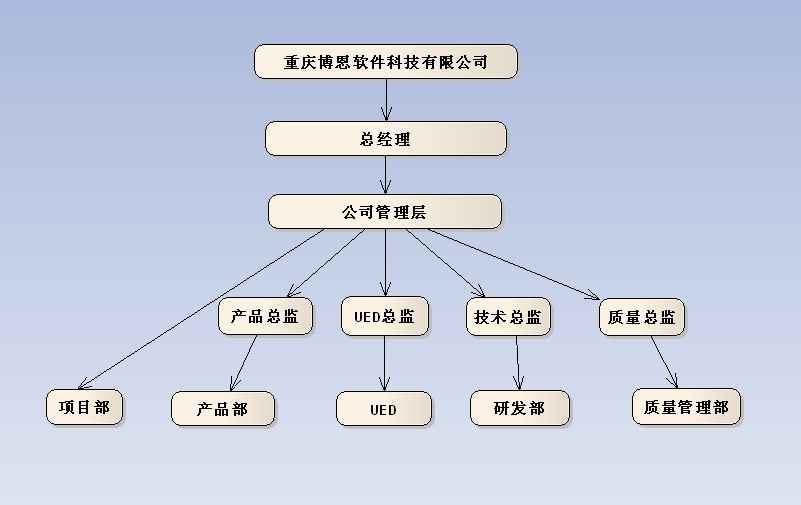 重庆博恩软件科技有限公司
总经理
公司管理层
产品总监
UED总监
技术总监
质量总监
项目部
产品部
UED
研发部
质量管理部